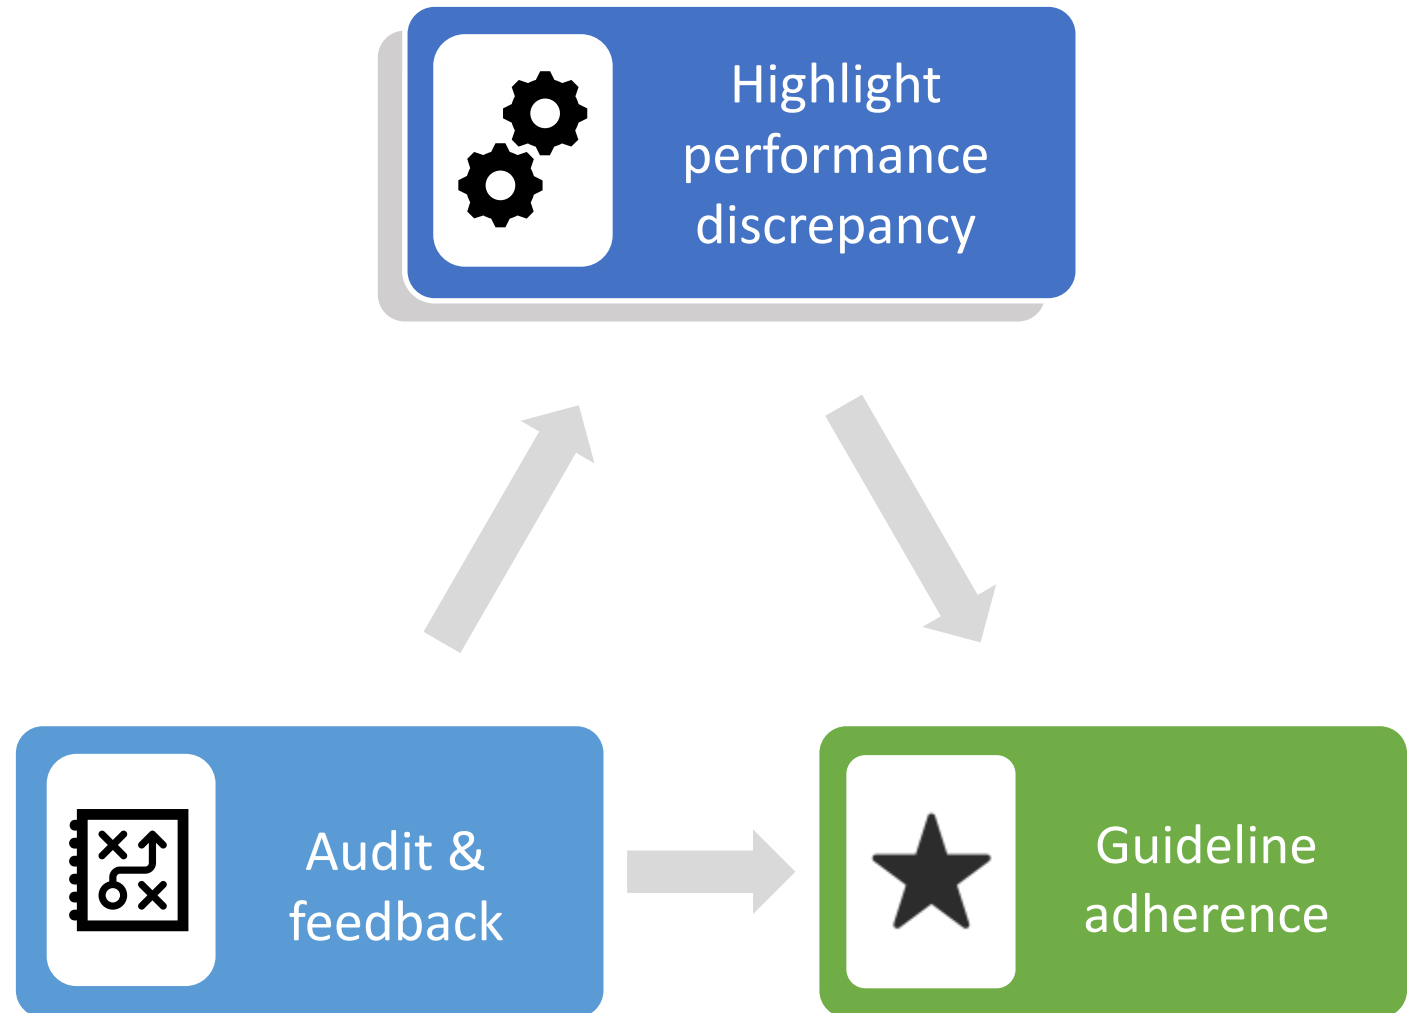 Highlight
performance
discrepancy
Audit &
feedback
Guideline
adherence